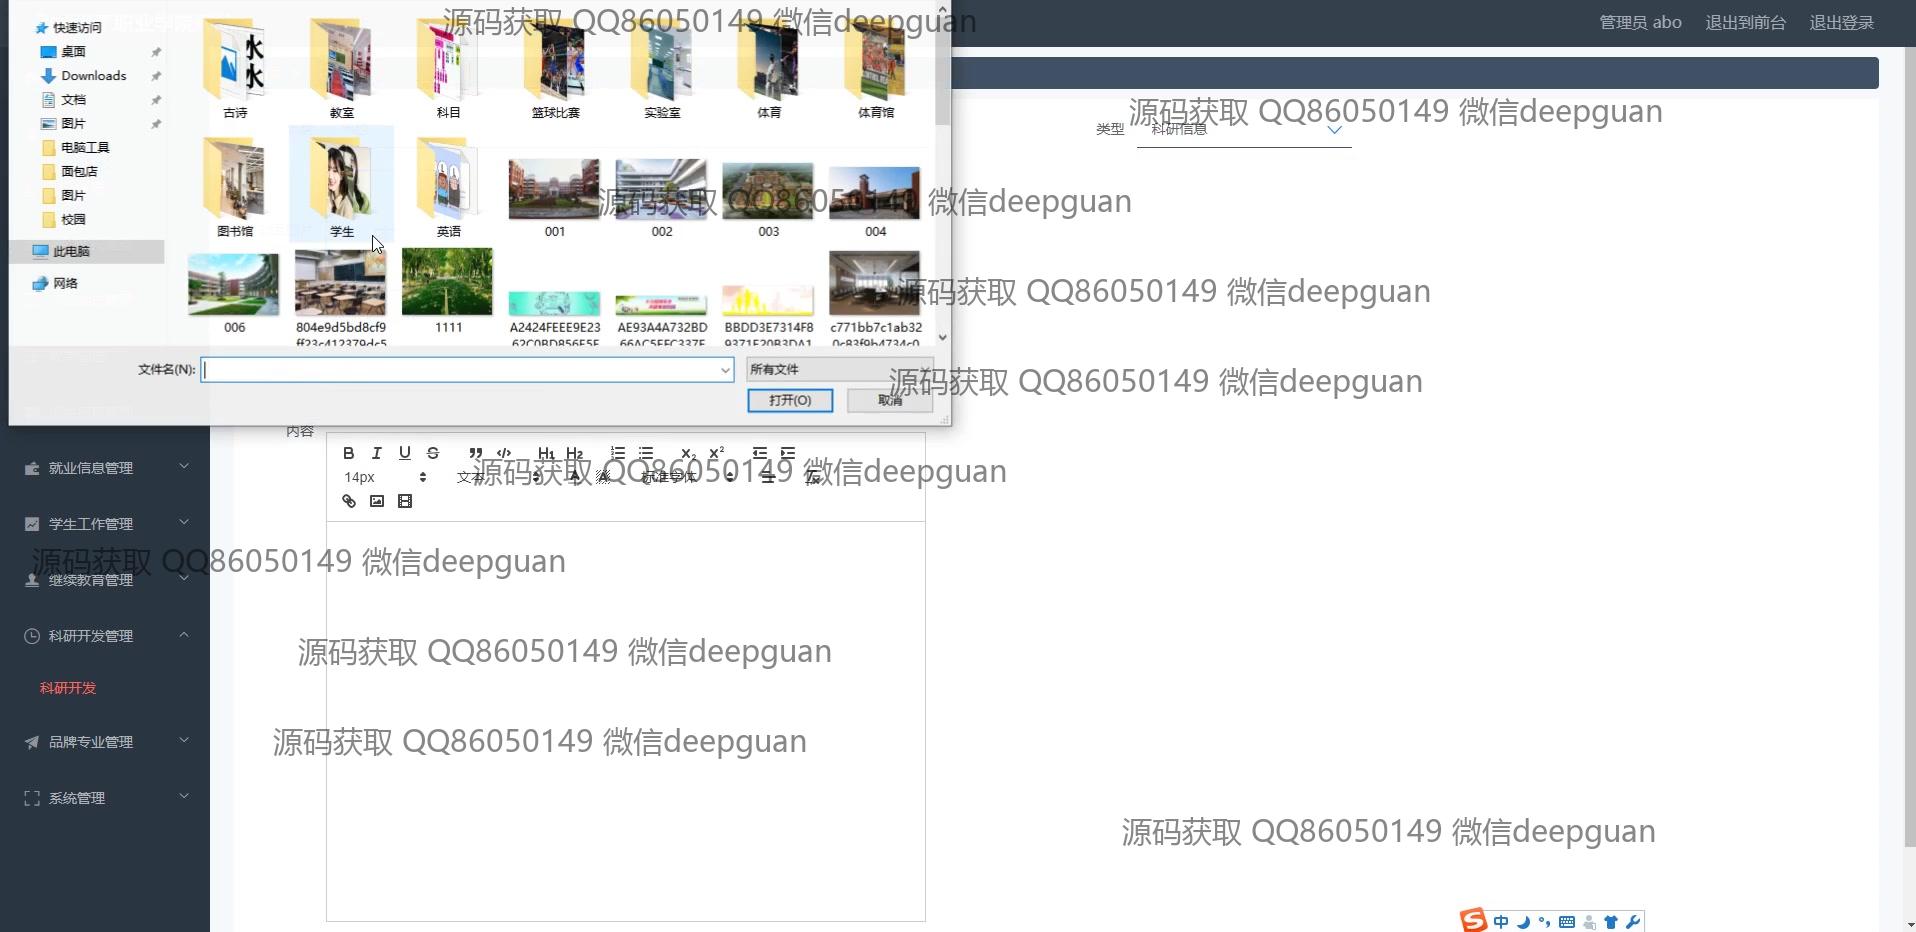 源码获取 QQ86050149 微信deepguan
管理员 abo 退出到前台 退出登录
快速访问
桌面
Downloads
文档
图片
电脑工具
面包店
图片
校园
此电脑
网络
古诗 教室 科目 篮球比赛 实验室 体育 体育馆
源码获取 QQ86050149 微信deepguan
类型 科研信息
图书馆 学生 英语 001 002 003 004
源码获取 QQ86050149 微信deepguan
源码获取 QQ86050149 微信deepguan
006 804e9d5bd8cf9 1111 A2424FEEE9E23 AE93A4A732BD BBDD3E7314F8 c771bb7c1ab32
ff23c412379dc5 62C0BD856E5F 66AC5EFC337E 9371F20B3DA1 0c83f9b4734c0
文件名(N): 所有文件
源码获取 QQ86050149 微信deepguan
打开(O) 取消
内容
B I U S H1 H2 X2 X2
14px 文本 标准字体
源码获取 QQ86050149 微信deepguan
就业信息管理
学生工作管理
源码获取 QQ86050149 微信deepguan
继续教育管理
科研开发管理
源码获取 QQ86050149 微信deepguan
科研开发
品牌专业管理
源码获取 QQ86050149 微信deepguan
系统管理
源码获取 QQ86050149 微信deepguan
中